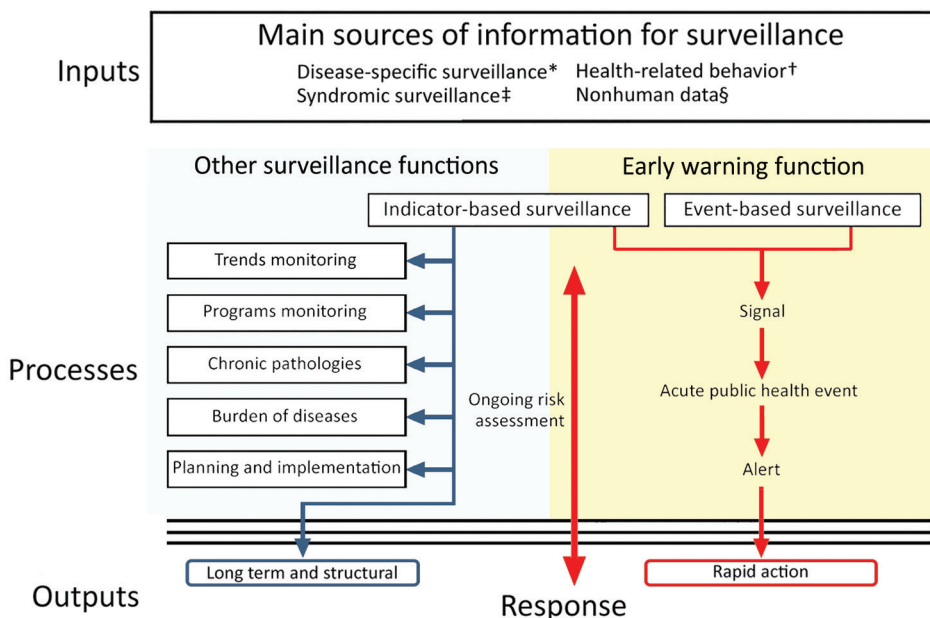 Inputs
Main sources of information for surveillance
Disease-specific surveillance* Health-related behavior†
Syndromic surveillance‡ Nonhuman data§
Processes
Other surveillance functions
Early warning function
Indicator-based surveillance
Event-based surveillance
Trends monitoring
Programs monitoring
Chronic pathologies
Burden of diseases
Planning and implementation
Ongoing risk
assessment
Signal
Acute public health event
Alert
Outputs
Long term and structural
Response
Rapid action